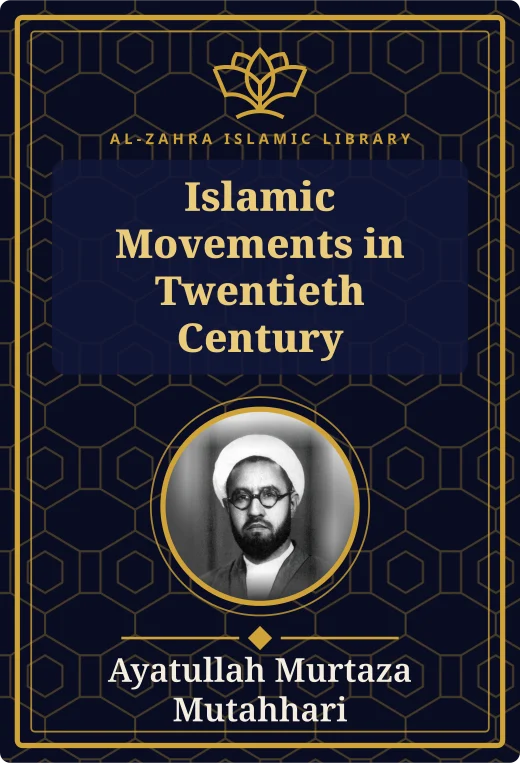 AL-ZAHRA ISLAMIC LIBRARY
Islamic
Movements in
Twentieth
Century
Ayatullah Murtaza
Mutahhari